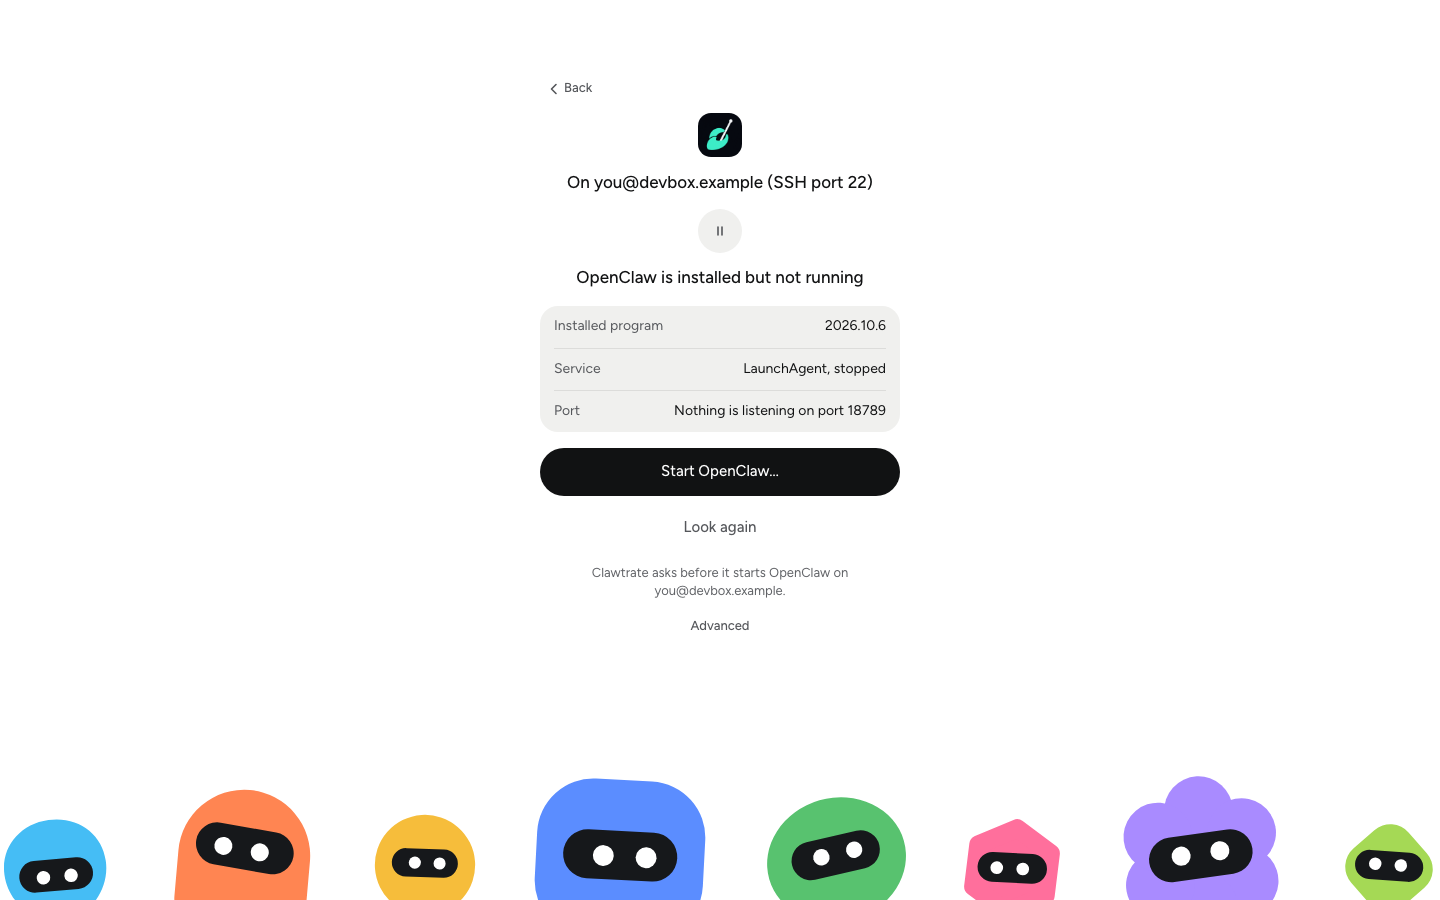 Back
On you@devbox.example (SSH port 22)
OpenClaw is installed but not running
Installed program 2026.10.6
Service LaunchAgent, stopped
Port Nothing is listening on port 18789
Start OpenClaw...
Look again
Clawtrate asks before it starts OpenClaw on
you@devbox.example.
Advanced